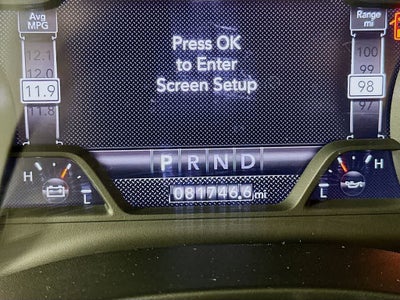 Avg
MPG
Press OK
to Enter
Screen Setup
Range
mi
12.1
12.0
11.9
11.8
100
99
98
97
P R N D
H
L
081746.6 mi
H
L